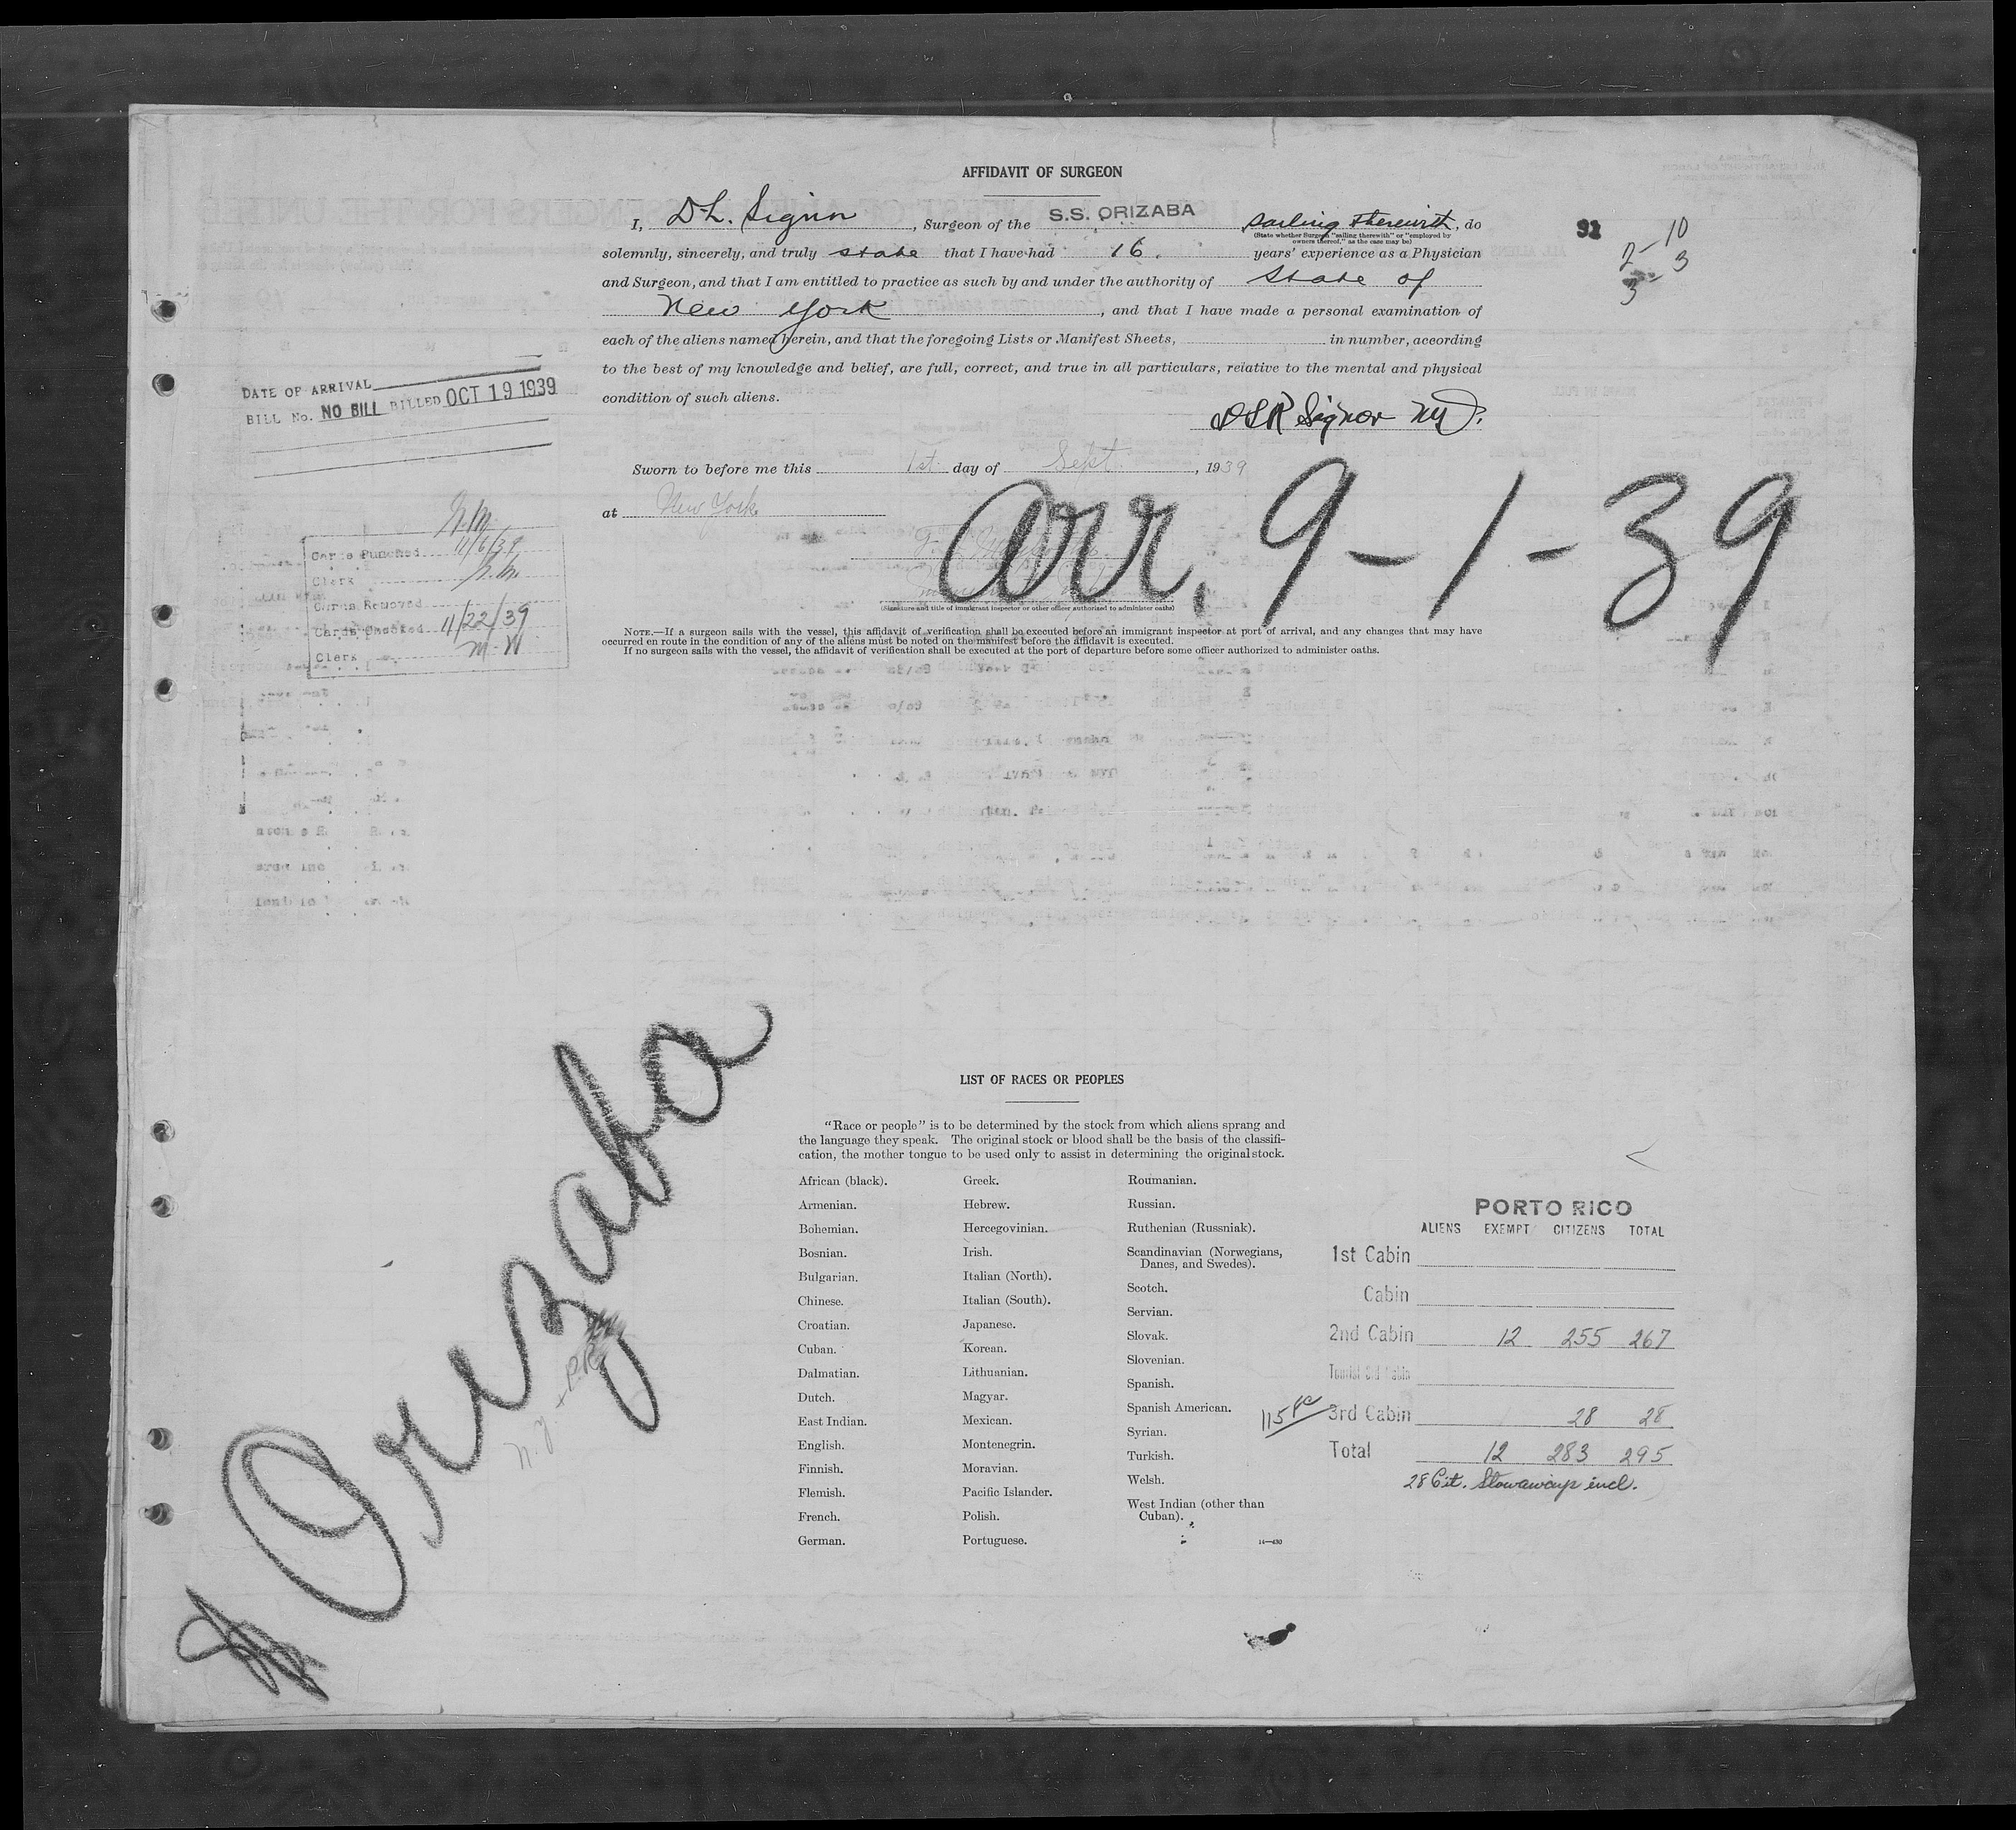 AFFIDAVIT OF SURGEON
I, D.L. Signor, Surgeon of the S.S. ORIZABA sailing therewith, do
(State whether Surgeon "sailing therewith" or "employed by
owners thereof," as the case may be)
solemnly, sincerely, and truly state that I have had 16. years' experience as a Physician
and Surgeon, and that I am entitled to practice as such by and under the authority of State of
New York, and that I have made a personal examination of
each of the aliens named herein, and that the foregoing Lists or Manifest Sheets, in number, according
to the best of my knowledge and belief, are full, correct, and true in all particulars, relative to the mental and physical
condition of such aliens.
Signor M.D.
Sworn to before me this 1st day of Sept, 1939
at New York
(Signature and title of immigrant inspector or other officer authorized to administer oaths)
NOTE.—If a surgeon sails with the vessel, this affidavit of verification shall be executed before an immigrant inspector at port of arrival, and any changes that may have
occurred en route in the condition of any of the aliens must be noted on the manifest before the affidavit is executed.
If no surgeon sails with the vessel, the affidavit of verification shall be executed at the port of departure before some officer authorized to administer oaths.
92
10
2-3
3
DATE OF ARRIVAL
BILL No. NO BILL BILLED OCT 19 1939
Cards Punched 11/6/39
Clerk
Cards Removed
Cards Checked 11/22/39
Clerk M.W.
arr. 9-1-39
Orizaba
N.Y. - P.R.
LIST OF RACES OR PEOPLES
"Race or people" is to be determined by the stock from which aliens sprang and
the language they speak. The original stock or blood shall be the basis of the classifi-
cation, the mother tongue to be used only to assist in determining the original stock.
African (black).
Armenian.
Bohemian.
Bosnian.
Bulgarian.
Chinese.
Croatian.
Cuban.
Dalmatian.
Dutch.
East Indian.
English.
Finnish.
Flemish.
French.
German.
Greek.
Hebrew.
Hercegovinian.
Irish.
Italian (North).
Italian (South).
Japanese.
Korean.
Lithuanian.
Magyar.
Mexican.
Montenegrin.
Moravian.
Pacific Islander.
Polish.
Portuguese.
Roumanian.
Russian.
Ruthenian (Russniak).
Scandinavian (Norwegians,
Danes, and Swedes).
Scotch.
Servian.
Slovak.
Slovenian.
Spanish.
Spanish American.
Syrian.
Turkish.
Welsh.
West Indian (other than
Cuban).
14—430
PORTO RICO
ALIENS EXEMPT CITIZENS TOTAL
1st Cabin
Cabin
2nd Cabin 12 255 267
Tourist 3rd Cabin
3rd Cabin 28 28
Total 12 283 295
28 Cit. Stowaways incl.